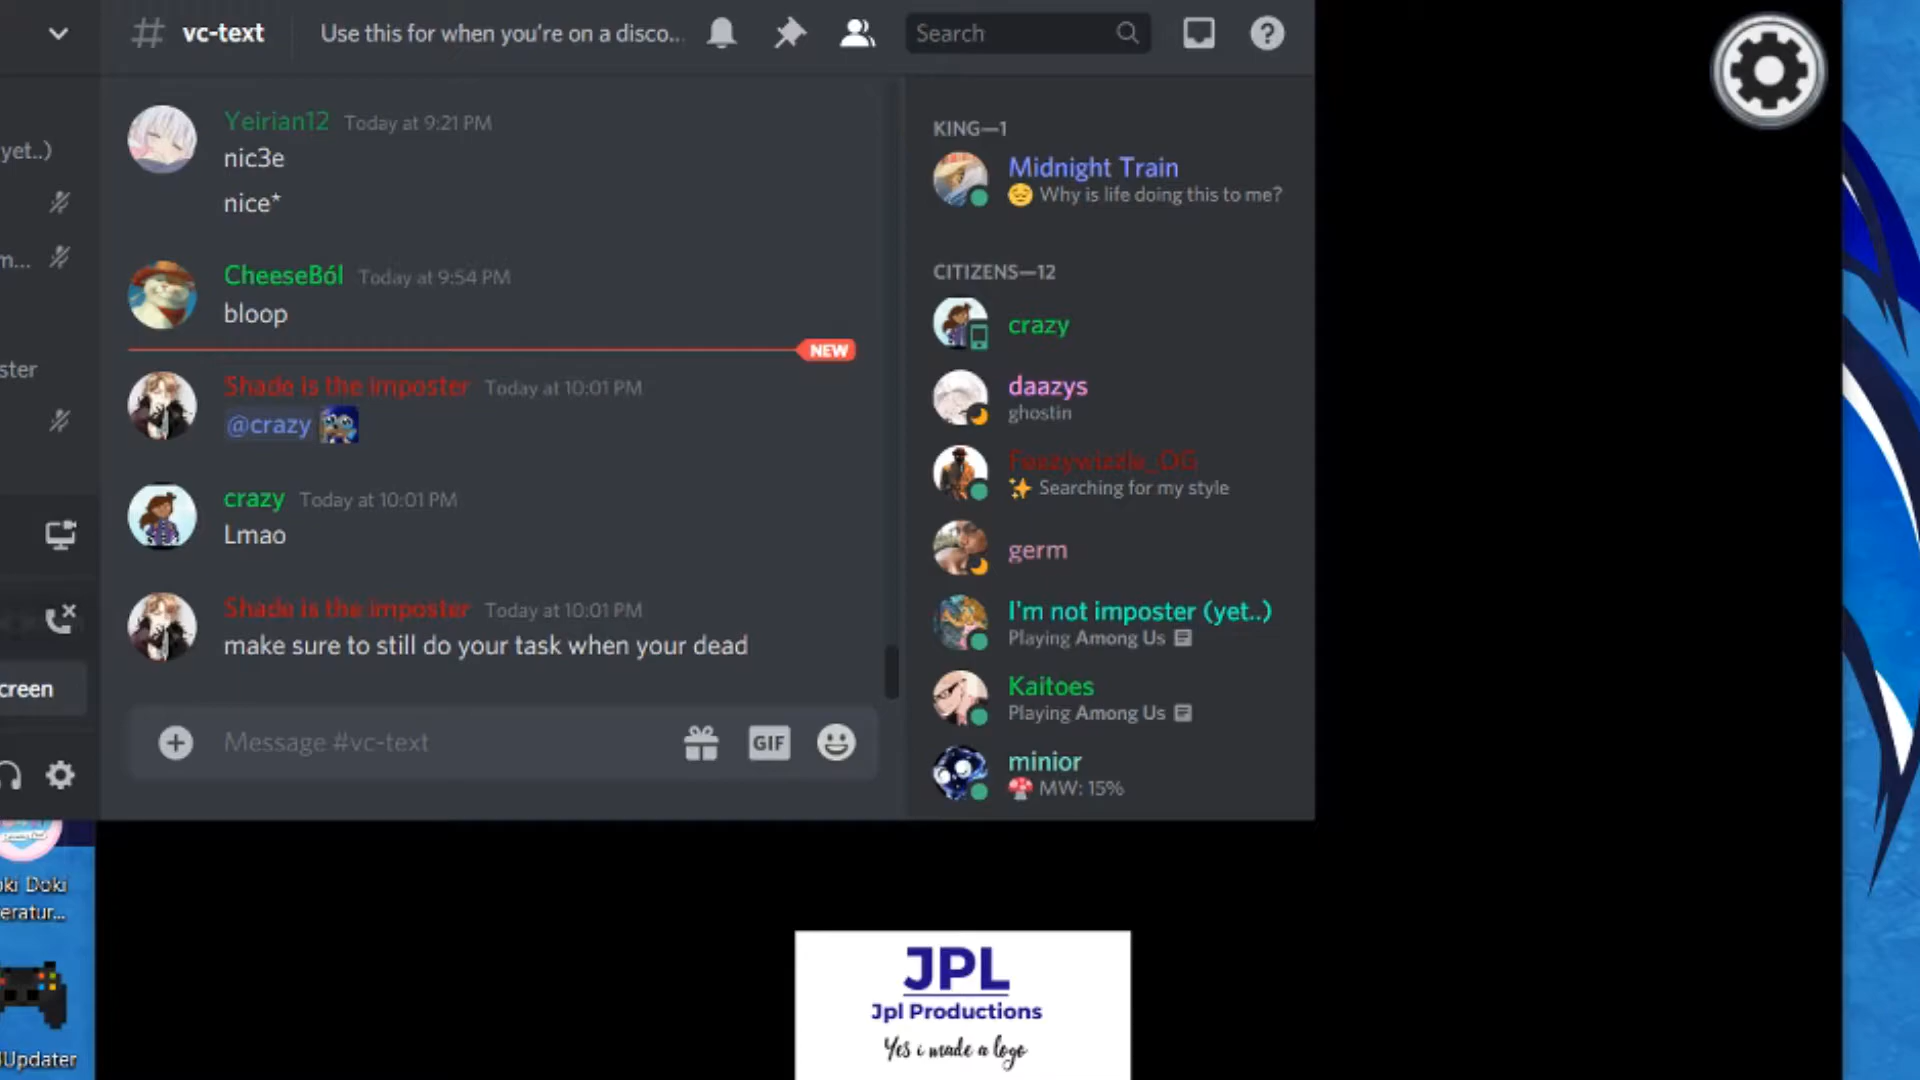 vc-text
Use this for when you're on a disco...
Search
yet..)
m...
ster
creen
Yeirian12 Today at 9:21 PM
nic3e
nice*
CheeseBól Today at 9:54 PM
bloop
NEW
Shade is the imposter Today at 10:01 PM
@crazy
crazy Today at 10:01 PM
Lmao
Shade is the imposter Today at 10:01 PM
make sure to still do your task when your dead
Message #vc-text
GIF
KING—1
Midnight Train
Why is life doing this to me?
CITIZENS—12
crazy
daazys
ghostin
Searching for my style
germ
I'm not imposter (yet..)
Playing Among Us
Kaitoes
Playing Among Us
minior
MW: 15%
ki Doki
eratur...
Updater
JPL
Jpl Productions
Yes i made a logo